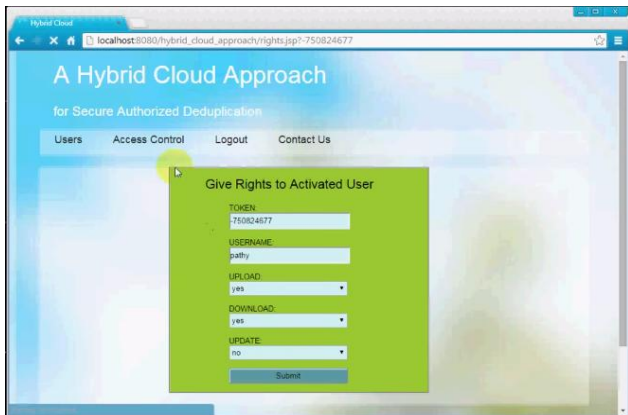 Hybrid Cloud
localhost:8080/hybrid_cloud_approach/rights.jsp?-750824677
A Hybrid Cloud Approach
for Secure Authorized Deduplication
Users Access Control Logout Contact Us
Give Rights to Activated User
TOKEN:
-750824677
USERNAME:
pathy
UPLOAD:
yes
DOWNLOAD:
yes
UPDATE:
no
Submit